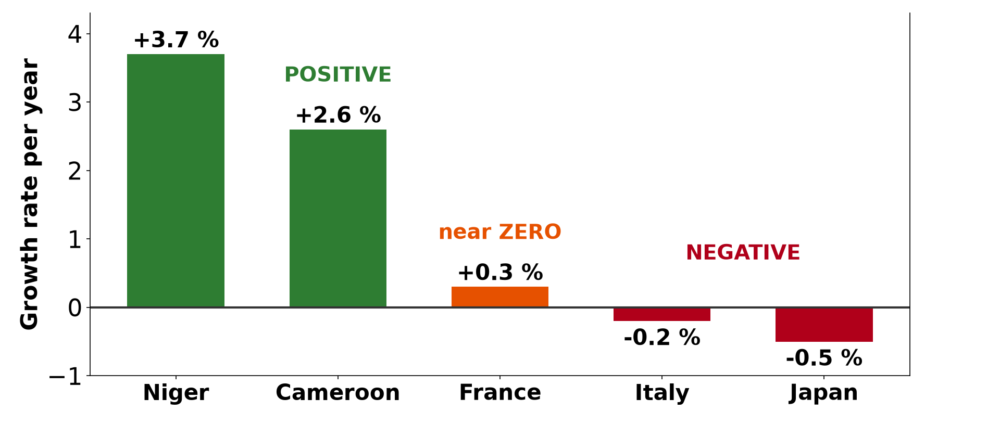 Growth rate per year
4
3
2
1
0
−1
+3.7 %
POSITIVE
+2.6 %
near ZERO
+0.3 %
NEGATIVE
-0.2 %
-0.5 %
Niger
Cameroon
France
Italy
Japan